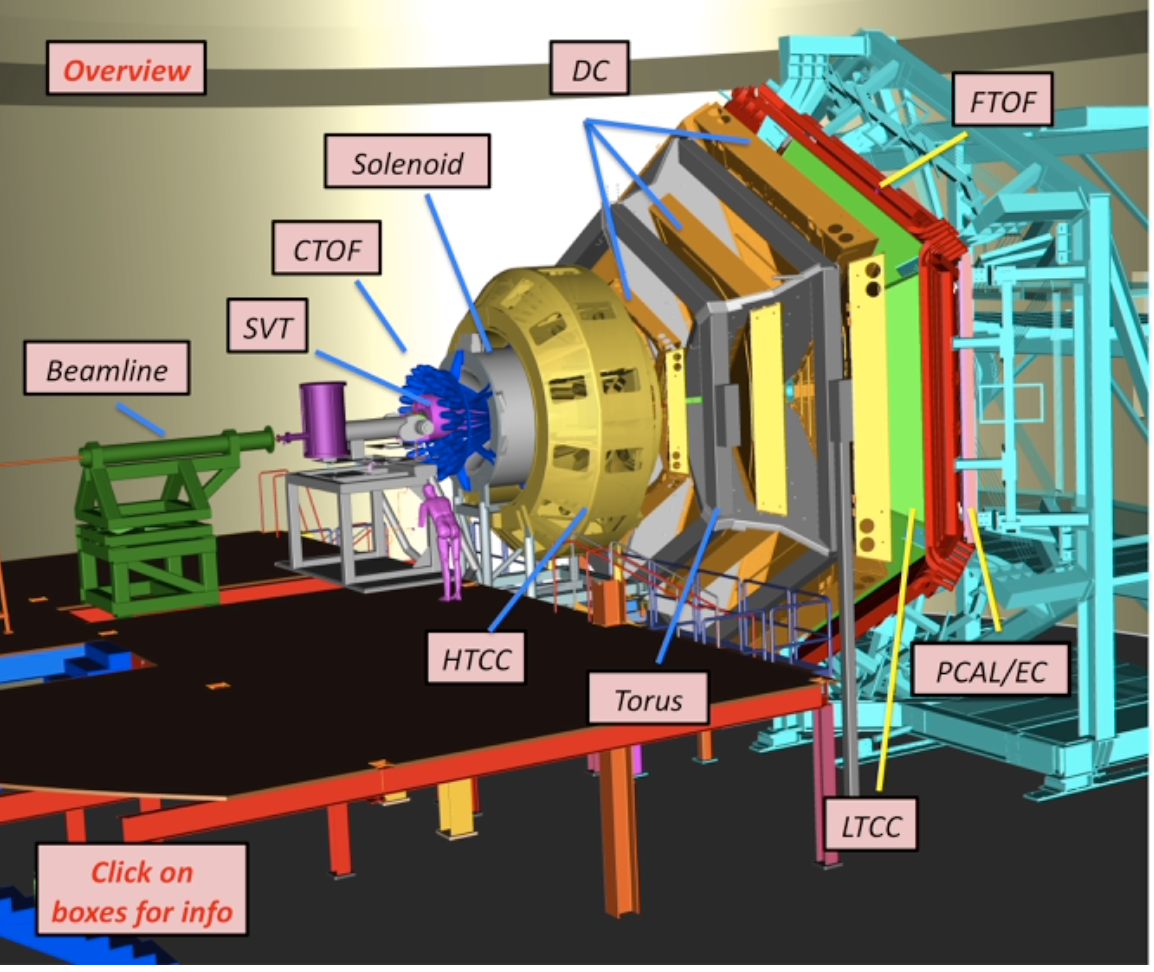 Overview
DC
FTOF
Solenoid
CTOF
SVT
Beamline
HTCC
Torus
PCAL/EC
LTCC
Click on
boxes for info